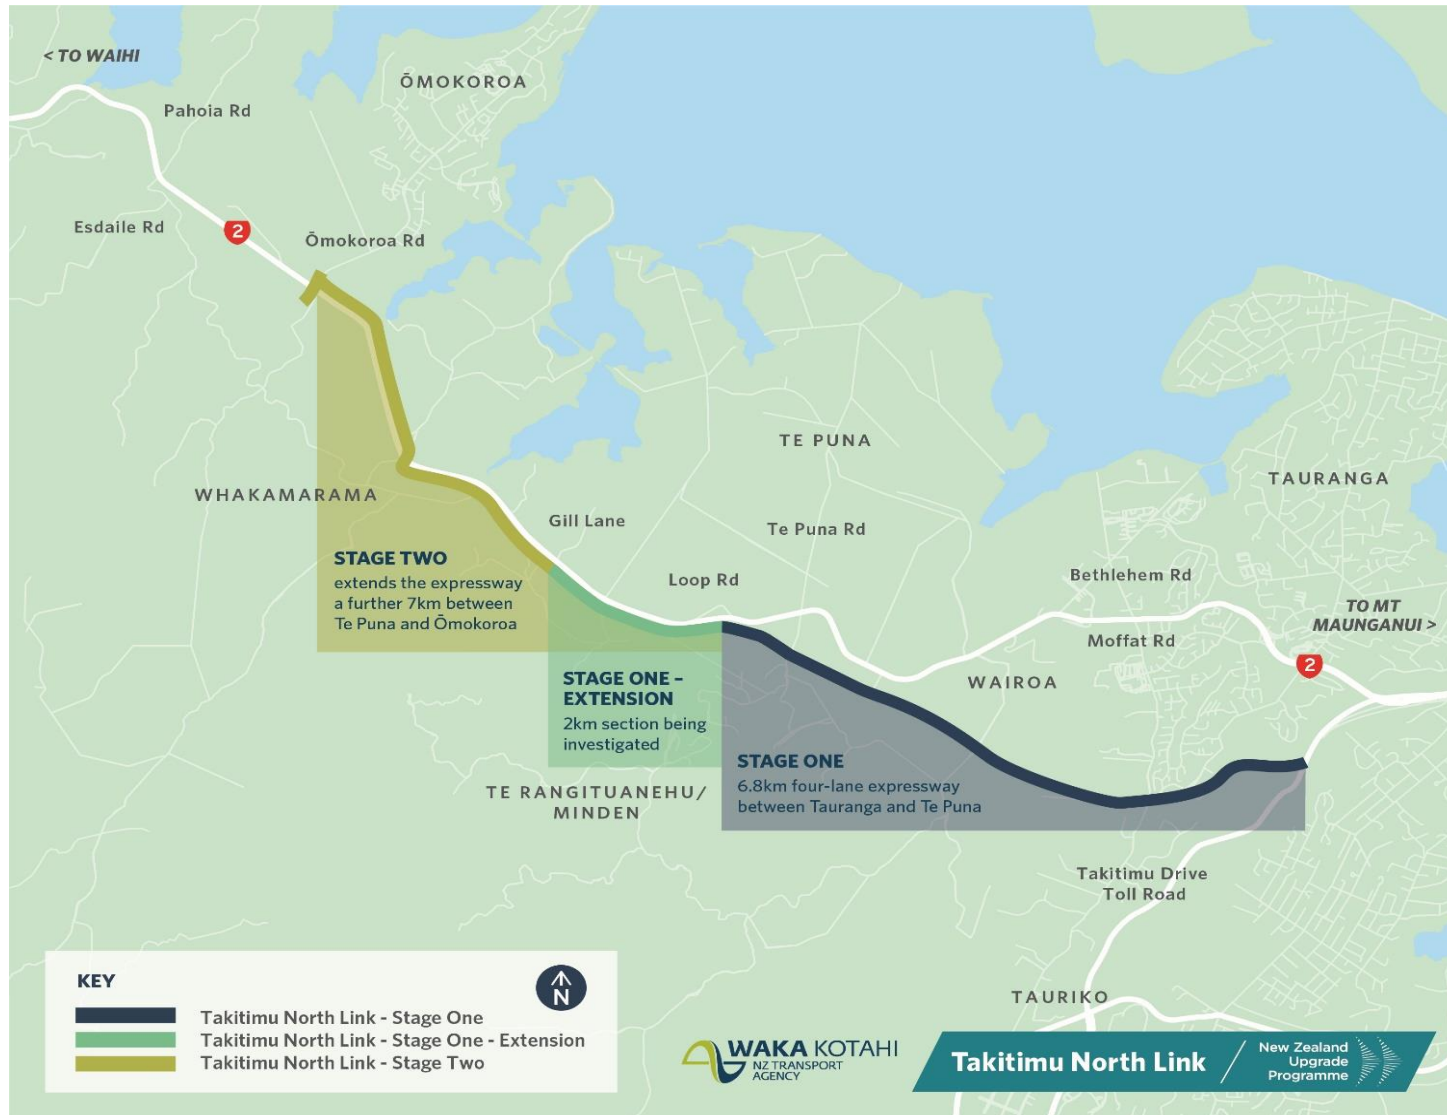 < TO WAIHI
Pahoia Rd
ŌMOKOROA
Esdaile Rd
2
Ōmokoroa Rd
TE PUNA
WHAKAMARAMA
TAURANGA
Gill Lane
Te Puna Rd
STAGE TWO
extends the expressway
a further 7km between
Te Puna and Ōmokoroa
Loop Rd
Bethlehem Rd
TO MT
MAUNGANUI >
Moffat Rd
2
WAIROA
STAGE ONE –
EXTENSION
2km section being
investigated
STAGE ONE
6.8km four-lane expressway
between Tauranga and Te Puna
TE RANGITUANEHU/
MINDEN
Takitimu Drive
Toll Road
TAURIKO
KEY
N
Takitimu North Link - Stage One
Takitimu North Link - Stage One - Extension
Takitimu North Link - Stage Two
WAKA KOTAHI
NZ TRANSPORT
AGENCY
Takitimu North Link
New Zealand
Upgrade
Programme